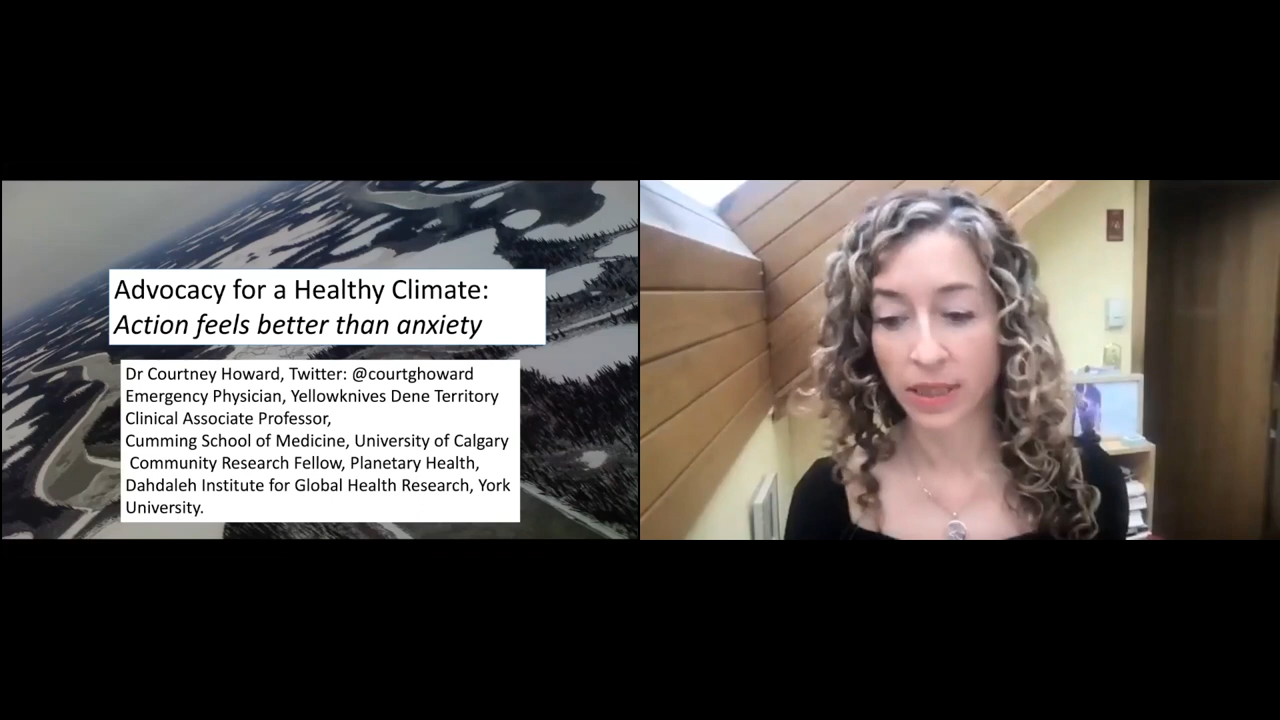 Advocacy for a Healthy Climate:
Action feels better than anxiety
Dr Courtney Howard, Twitter: @courtghoward
Emergency Physician, Yellowknives Dene Territory
Clinical Associate Professor,
Cumming School of Medicine, University of Calgary
Community Research Fellow, Planetary Health,
Dahdaleh Institute for Global Health Research, York
University.